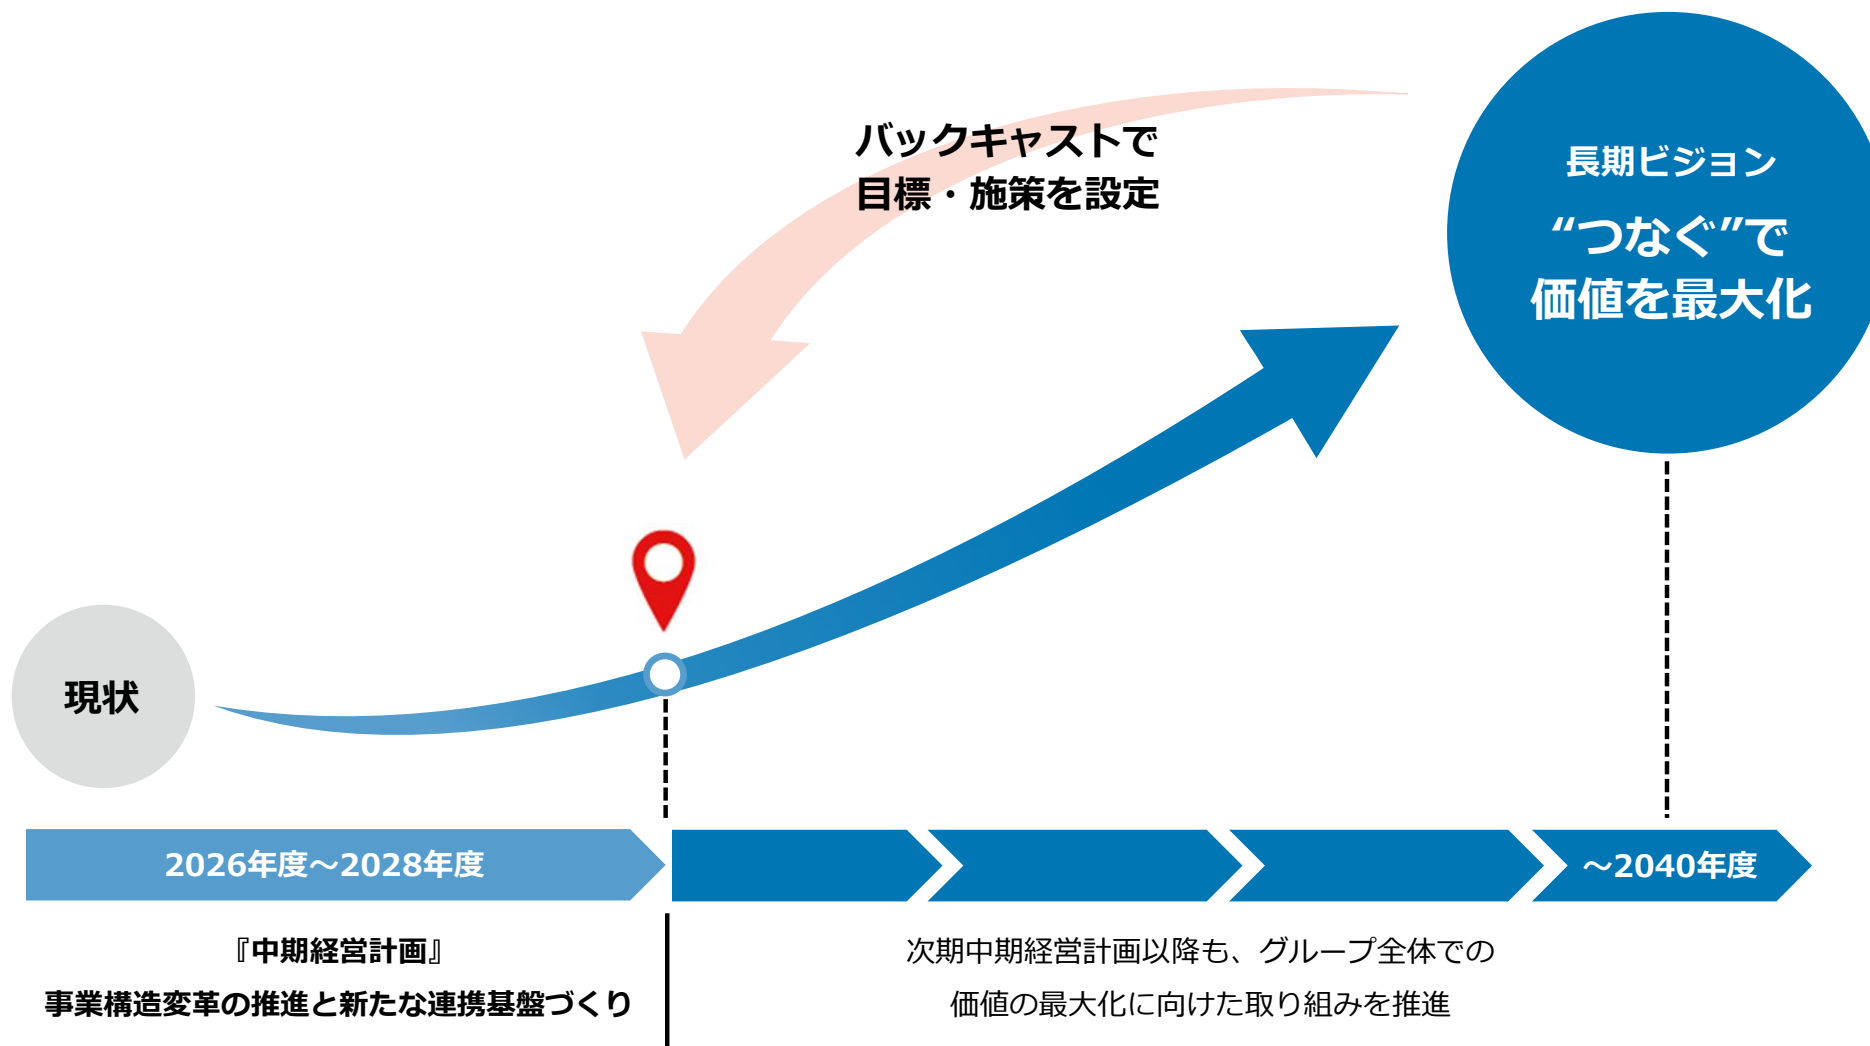 バックキャストで
目標・施策を設定
長期ビジョン
“つなぐ”で
価値を最大化
現状
2026年度～2028年度
～2040年度
『中期経営計画』
事業構造変革の推進と新たな連携基盤づくり
次期中期経営計画以降も、グループ全体での
価値の最大化に向けた取り組みを推進